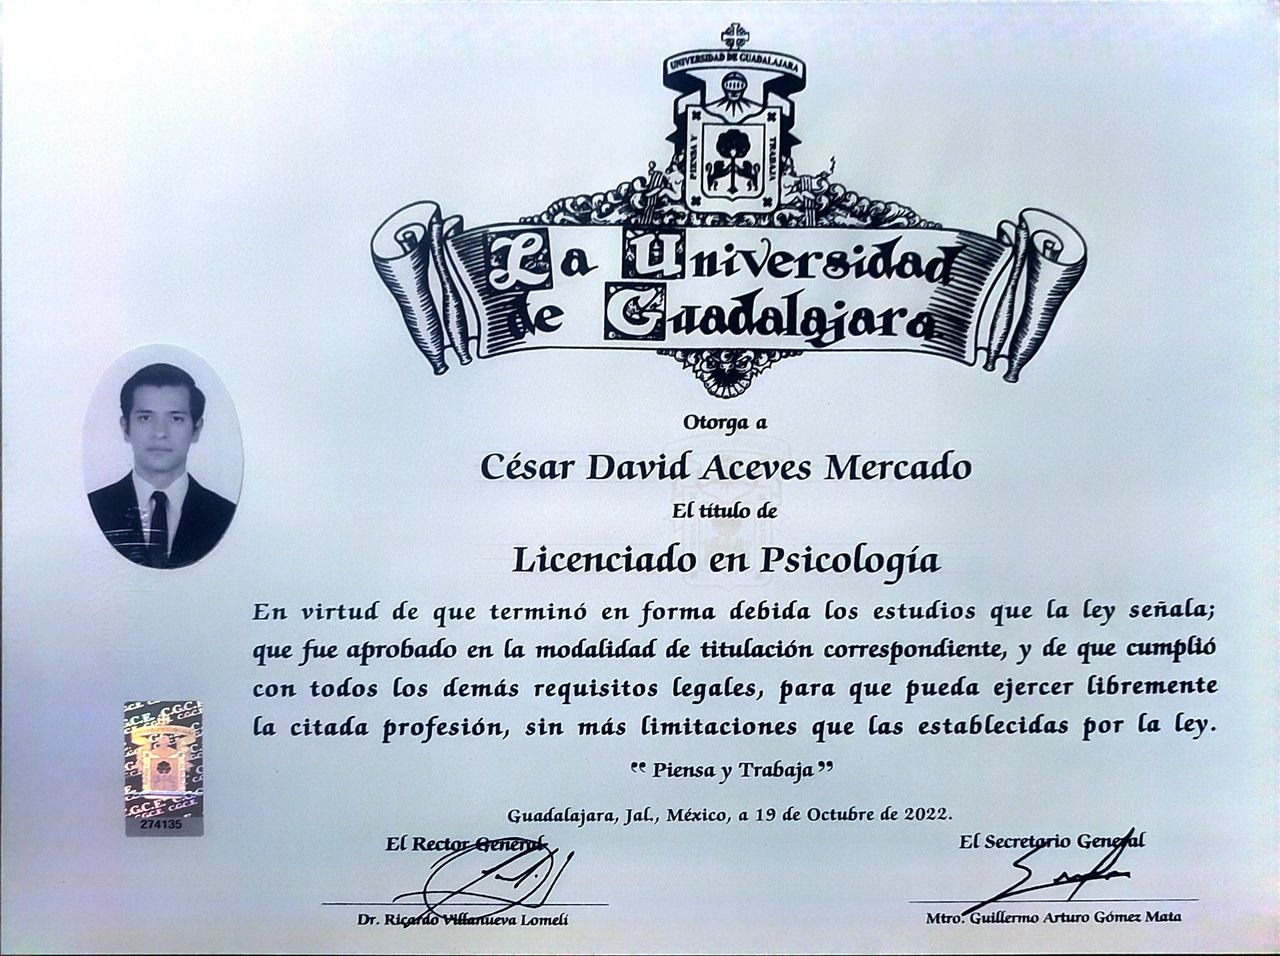 UNIVERSIDAD DE GUADALAJARA
PIENSA Y
TRABAJA
La Universidad
de Guadalajara
Otorga a
César David Aceves Mercado
El título de
Licenciado en Psicología
En virtud de que terminó en forma debida los estudios que la ley señala;
que fue aprobado en la modalidad de titulación correspondiente, y de que cumplió
con todos los demás requisitos legales, para que pueda ejercer libremente
la citada profesión, sin más limitaciones que las establecidas por la ley.
“ Piensa y Trabaja ”
Guadalajara, Jal., México, a 19 de Octubre de 2022.
El Rector General
El Secretario General
Dr. Ricardo Villanueva Lomelí
Mtro. Guillermo Arturo Gómez Mata
C.G.C.E.
274135